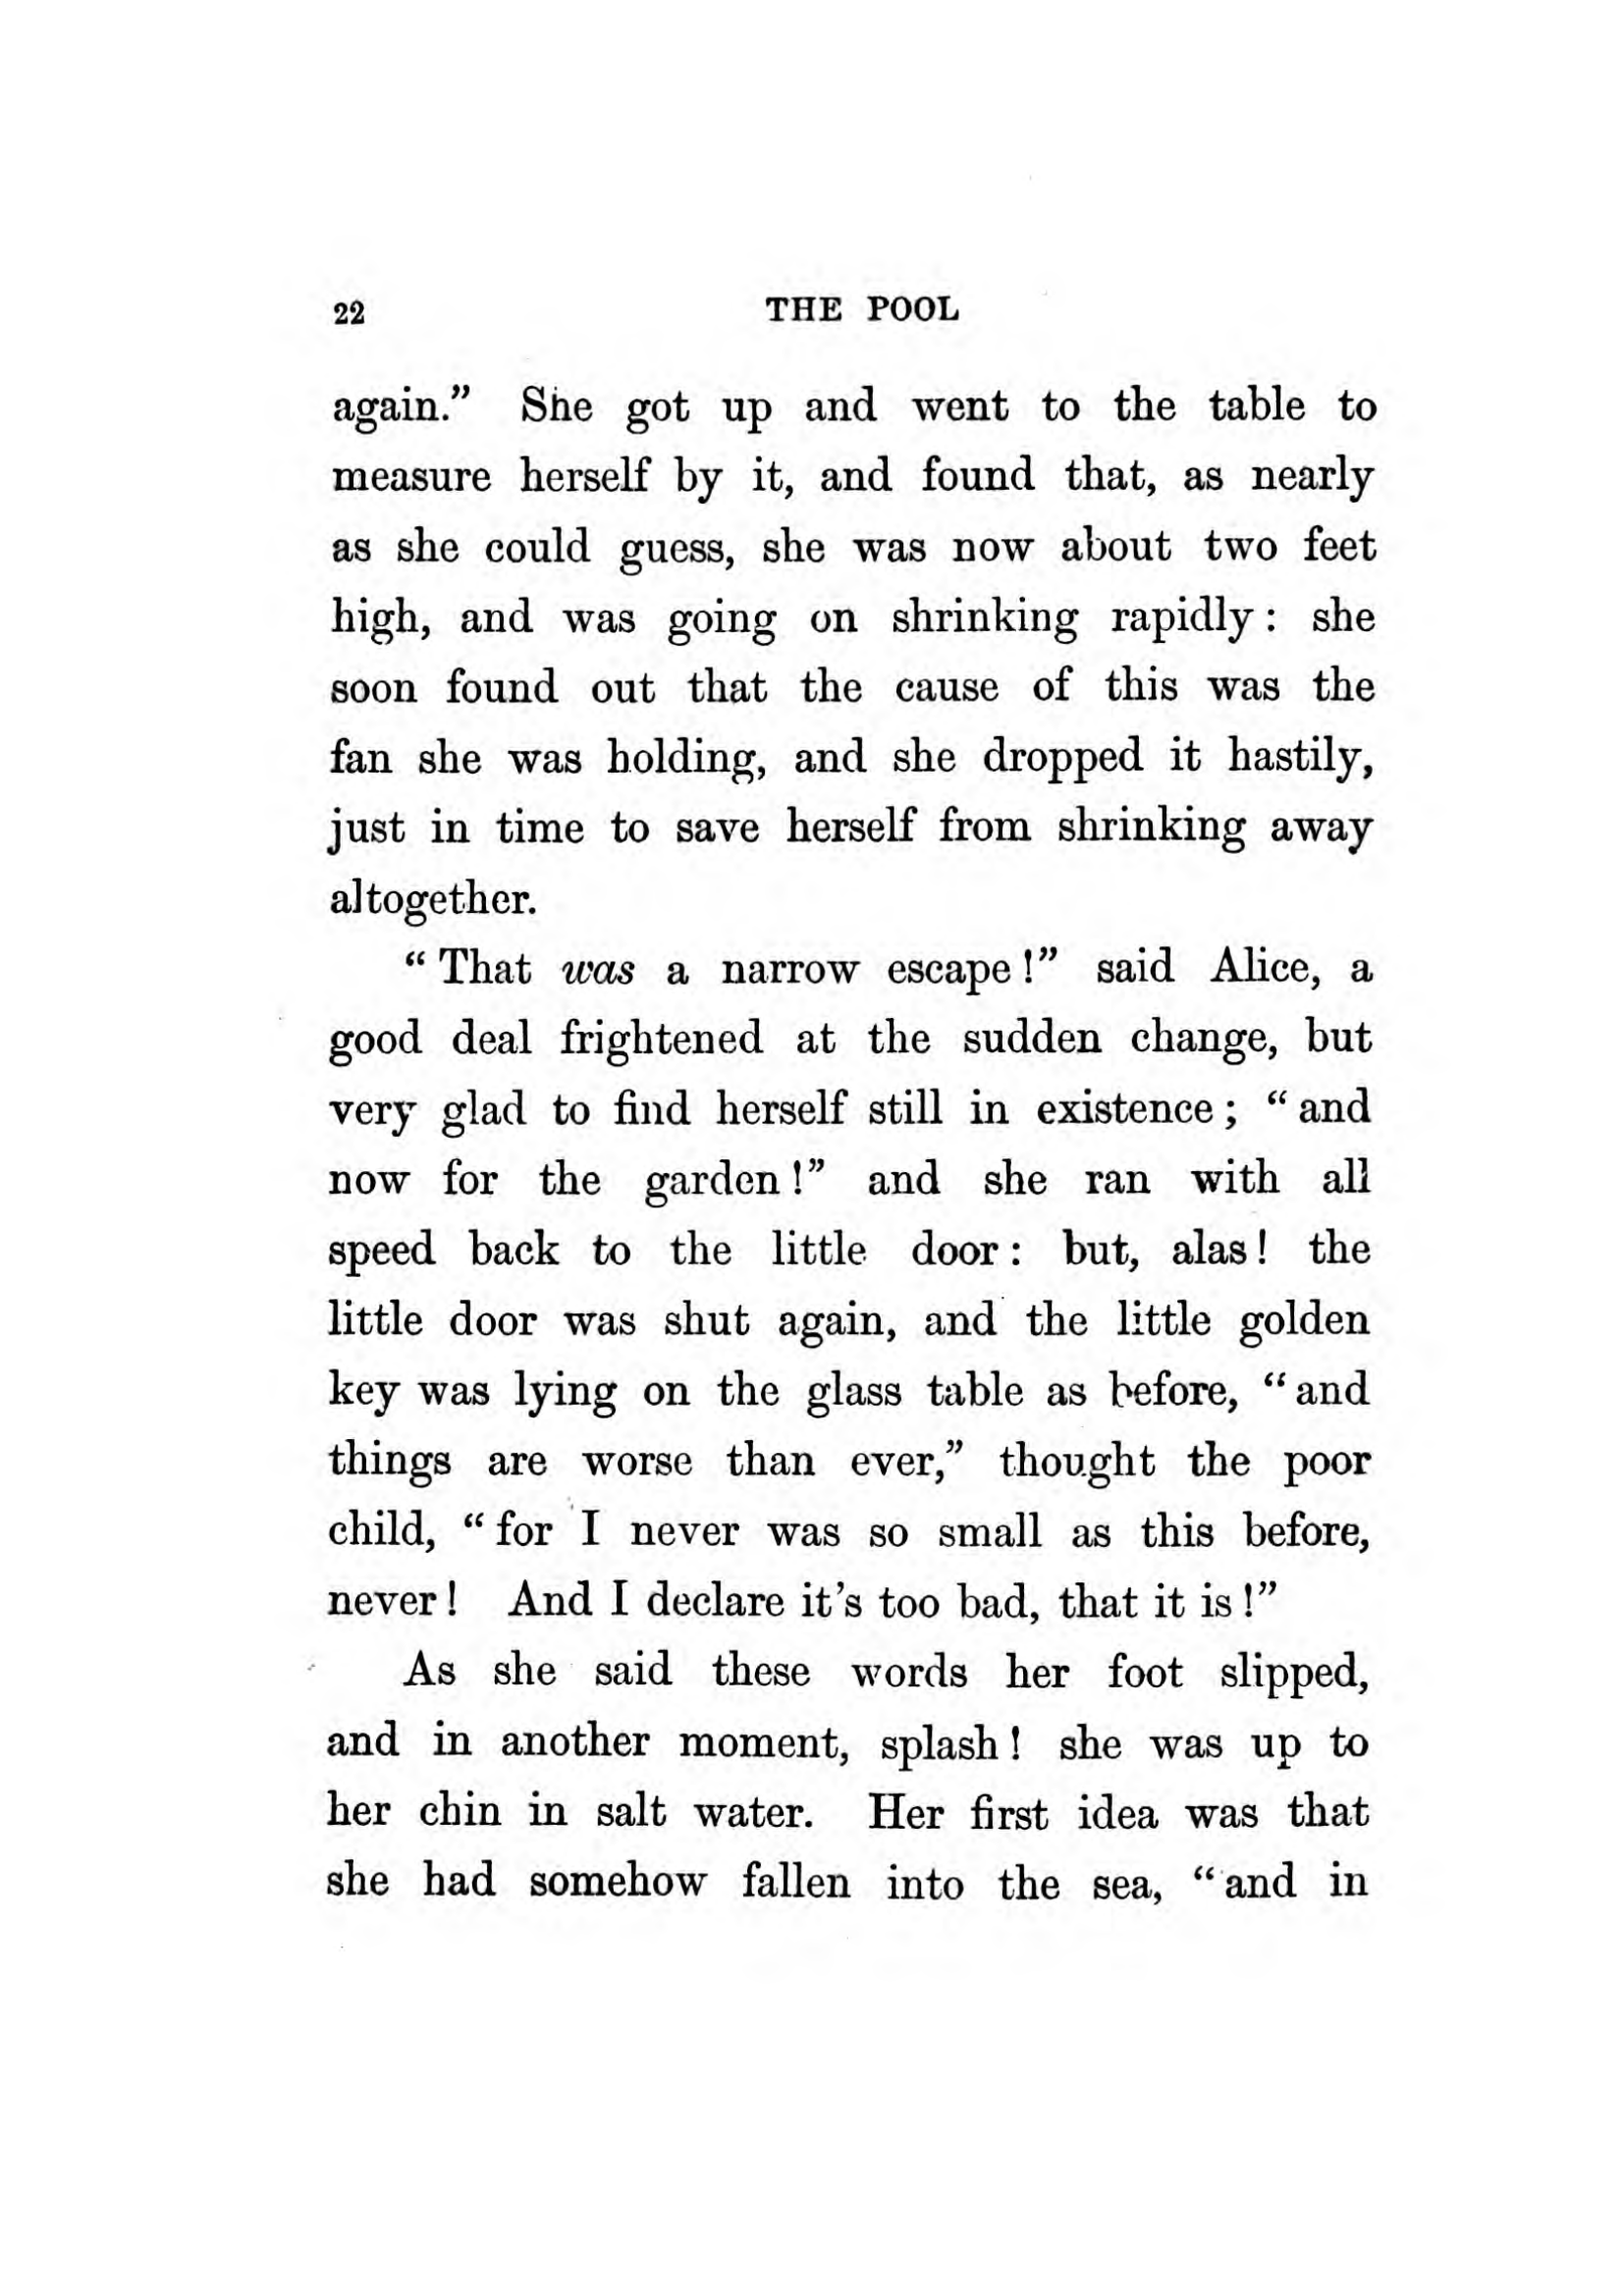 22 THE POOL
again.” She got up and went to the table to
measure herself by it, and found that, as nearly
as she could guess, she was now about two feet
high, and was going on shrinking rapidly: she
soon found out that the cause of this was the
fan she was holding, and she dropped it hastily,
just in time to save herself from shrinking away
altogether.
“That was a narrow escape!” said Alice, a
good deal frightened at the sudden change, but
very glad to find herself still in existence; “and
now for the garden!” and she ran with all
speed back to the little door: but, alas! the
little door was shut again, and the little golden
key was lying on the glass table as before, “and
things are worse than ever,” thought the poor
child, “for I never was so small as this before,
never! And I declare it’s too bad, that it is!”
As she said these words her foot slipped,
and in another moment, splash! she was up to
her chin in salt water. Her first idea was that
she had somehow fallen into the sea, “and in